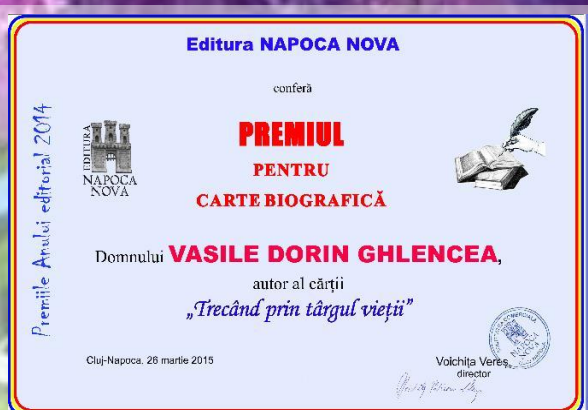 Editura NAPOCA NOVA
conferă
PREMIUL
PENTRU
CARTE BIOGRAFICĂ
Premiile Anului editorial 2014
EDITURA
NAPOCA
NOVA
Domnului VASILE DORIN GHLENCEA,
autor al cărții
„Trecând prin târgul vieții”
Cluj-Napoca, 26 martie 2015
Voichița Vereș,
director